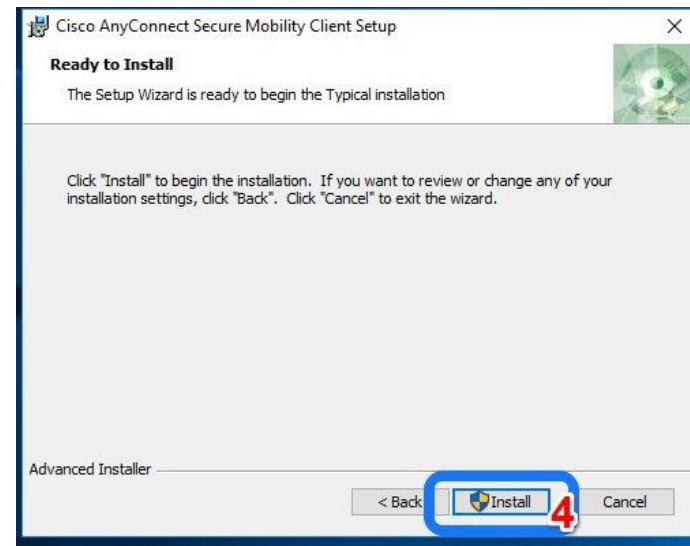 Cisco AnyConnect Secure Mobility Client Setup
Ready to Install
The Setup Wizard is ready to begin the Typical installation
Click "Install" to begin the installation. If you want to review or change any of your
installation settings, click "Back". Click "Cancel" to exit the wizard.
Advanced Installer
< Back Install 4 Cancel